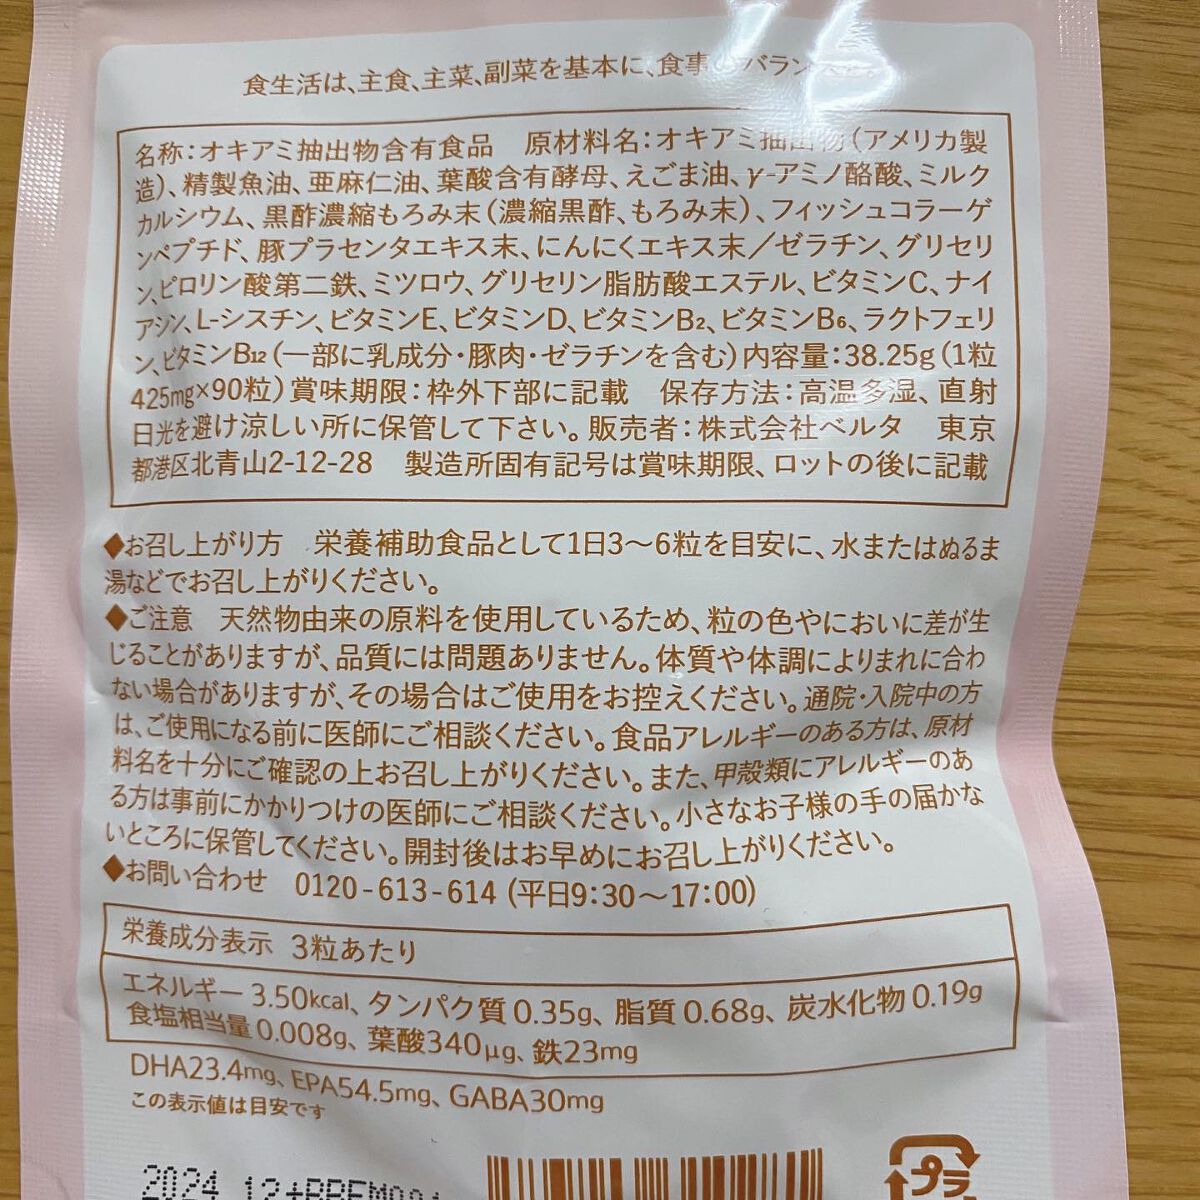 食生活は、主食、主菜、副菜を基本に、食事のバランスを。
名称:オキアミ抽出物含有食品　原材料名:オキアミ抽出物(アメリカ製
造)、精製魚油、亜麻仁油、葉酸含有酵母、えごま油、γ-アミノ酪酸、ミルク
カルシウム、黒酢濃縮もろみ末(濃縮黒酢、もろみ末)、フィッシュコラーゲ
ンペプチド、豚プラセンタエキス末、にんにくエキス末/ゼラチン、グリセリ
ン、ピロリン酸第二鉄、ミツロウ、グリセリン脂肪酸エステル、ビタミンC、ナイ
アシン、L-シスチン、ビタミンE、ビタミンD、ビタミンB2、ビタミンB6、ラクトフェリ
ン、ビタミンB12(一部に乳成分・豚肉・ゼラチンを含む)内容量:38.25g(1粒
425mg×90粒)賞味期限:枠外下部に記載　保存方法:高温多湿、直射
日光を避け涼しい所に保管して下さい。販売者:株式会社ベルタ　東京
都港区北青山2-12-28　製造所固有記号は賞味期限、ロットの後に記載
◆お召し上がり方　栄養補助食品として1日3〜6粒を目安に、水またはぬるま
湯などでお召し上がりください。
◆ご注意　天然物由来の原料を使用しているため、粒の色やにおいに差が生
じることがありますが、品質には問題ありません。体質や体調によりまれに合わ
ない場合がありますが、その場合はご使用をお控えください。通院・入院中の方
は、ご使用になる前に医師にご相談ください。食品アレルギーのある方は、原材
料名を十分にご確認の上お召し上がりください。また、甲殻類にアレルギーのあ
る方は事前にかかりつけの医師にご相談ください。小さなお子様の手の届かな
いところに保管してください。開封後はお早めにお召し上がりください。
◆お問い合わせ　0120-613-614 (平日9:30〜17:00)
栄養成分表示　3粒あたり
エネルギー 3.50kcal、タンパク質 0.35g、脂質 0.68g、炭水化物 0.19g
食塩相当量 0.008g、葉酸340μg、鉄23mg
DHA23.4mg、EPA54.5mg、GABA30mg
この表示値は目安です
2024.12
プラ